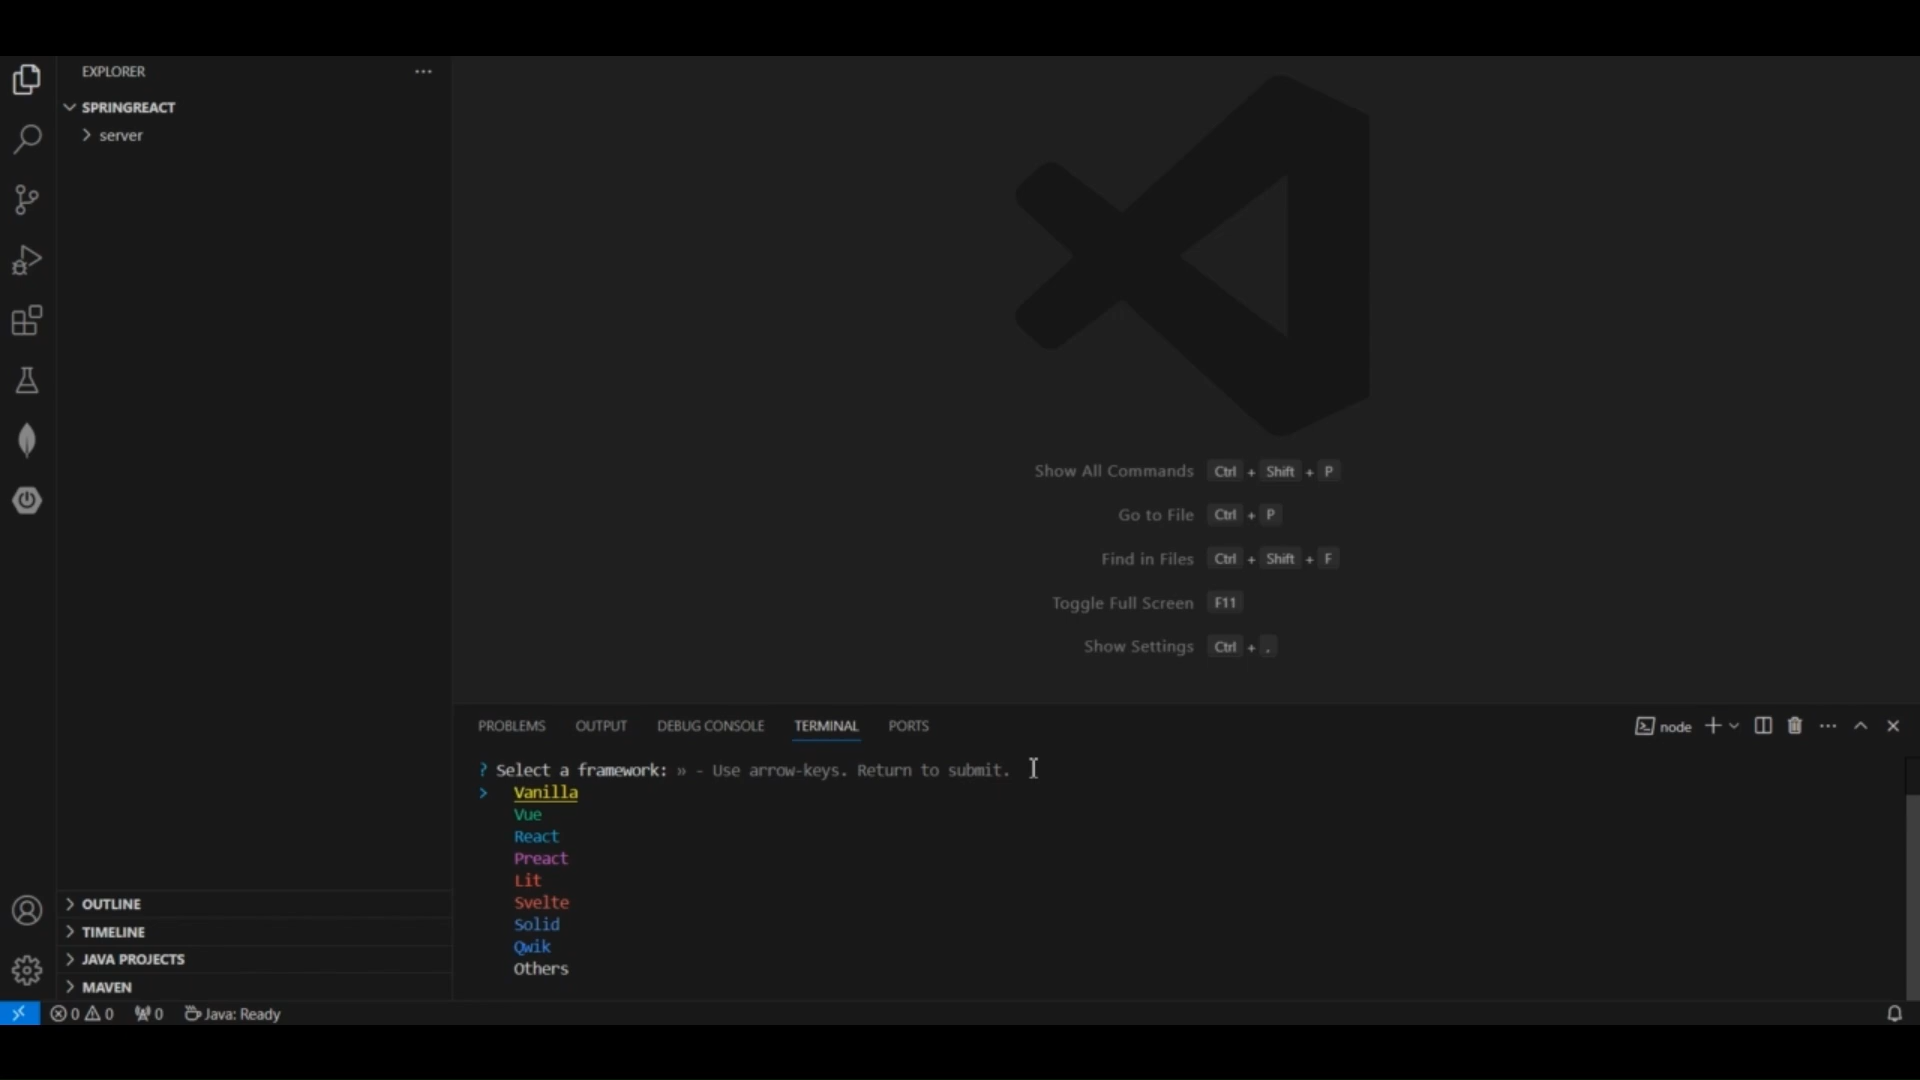 EXPLORER
SPRINGREACT
server
Show All Commands Ctrl + Shift + P
Go to File Ctrl + P
Find in Files Ctrl + Shift + F
Toggle Full Screen F11
Show Settings Ctrl + ,
PROBLEMS OUTPUT DEBUG CONSOLE TERMINAL PORTS node
? Select a framework: » - Use arrow-keys. Return to submit.
> Vanilla
Vue
React
Preact
Lit
Svelte
Solid
Qwik
Others
OUTLINE
TIMELINE
JAVA PROJECTS
MAVEN
0 0 0 Java: Ready